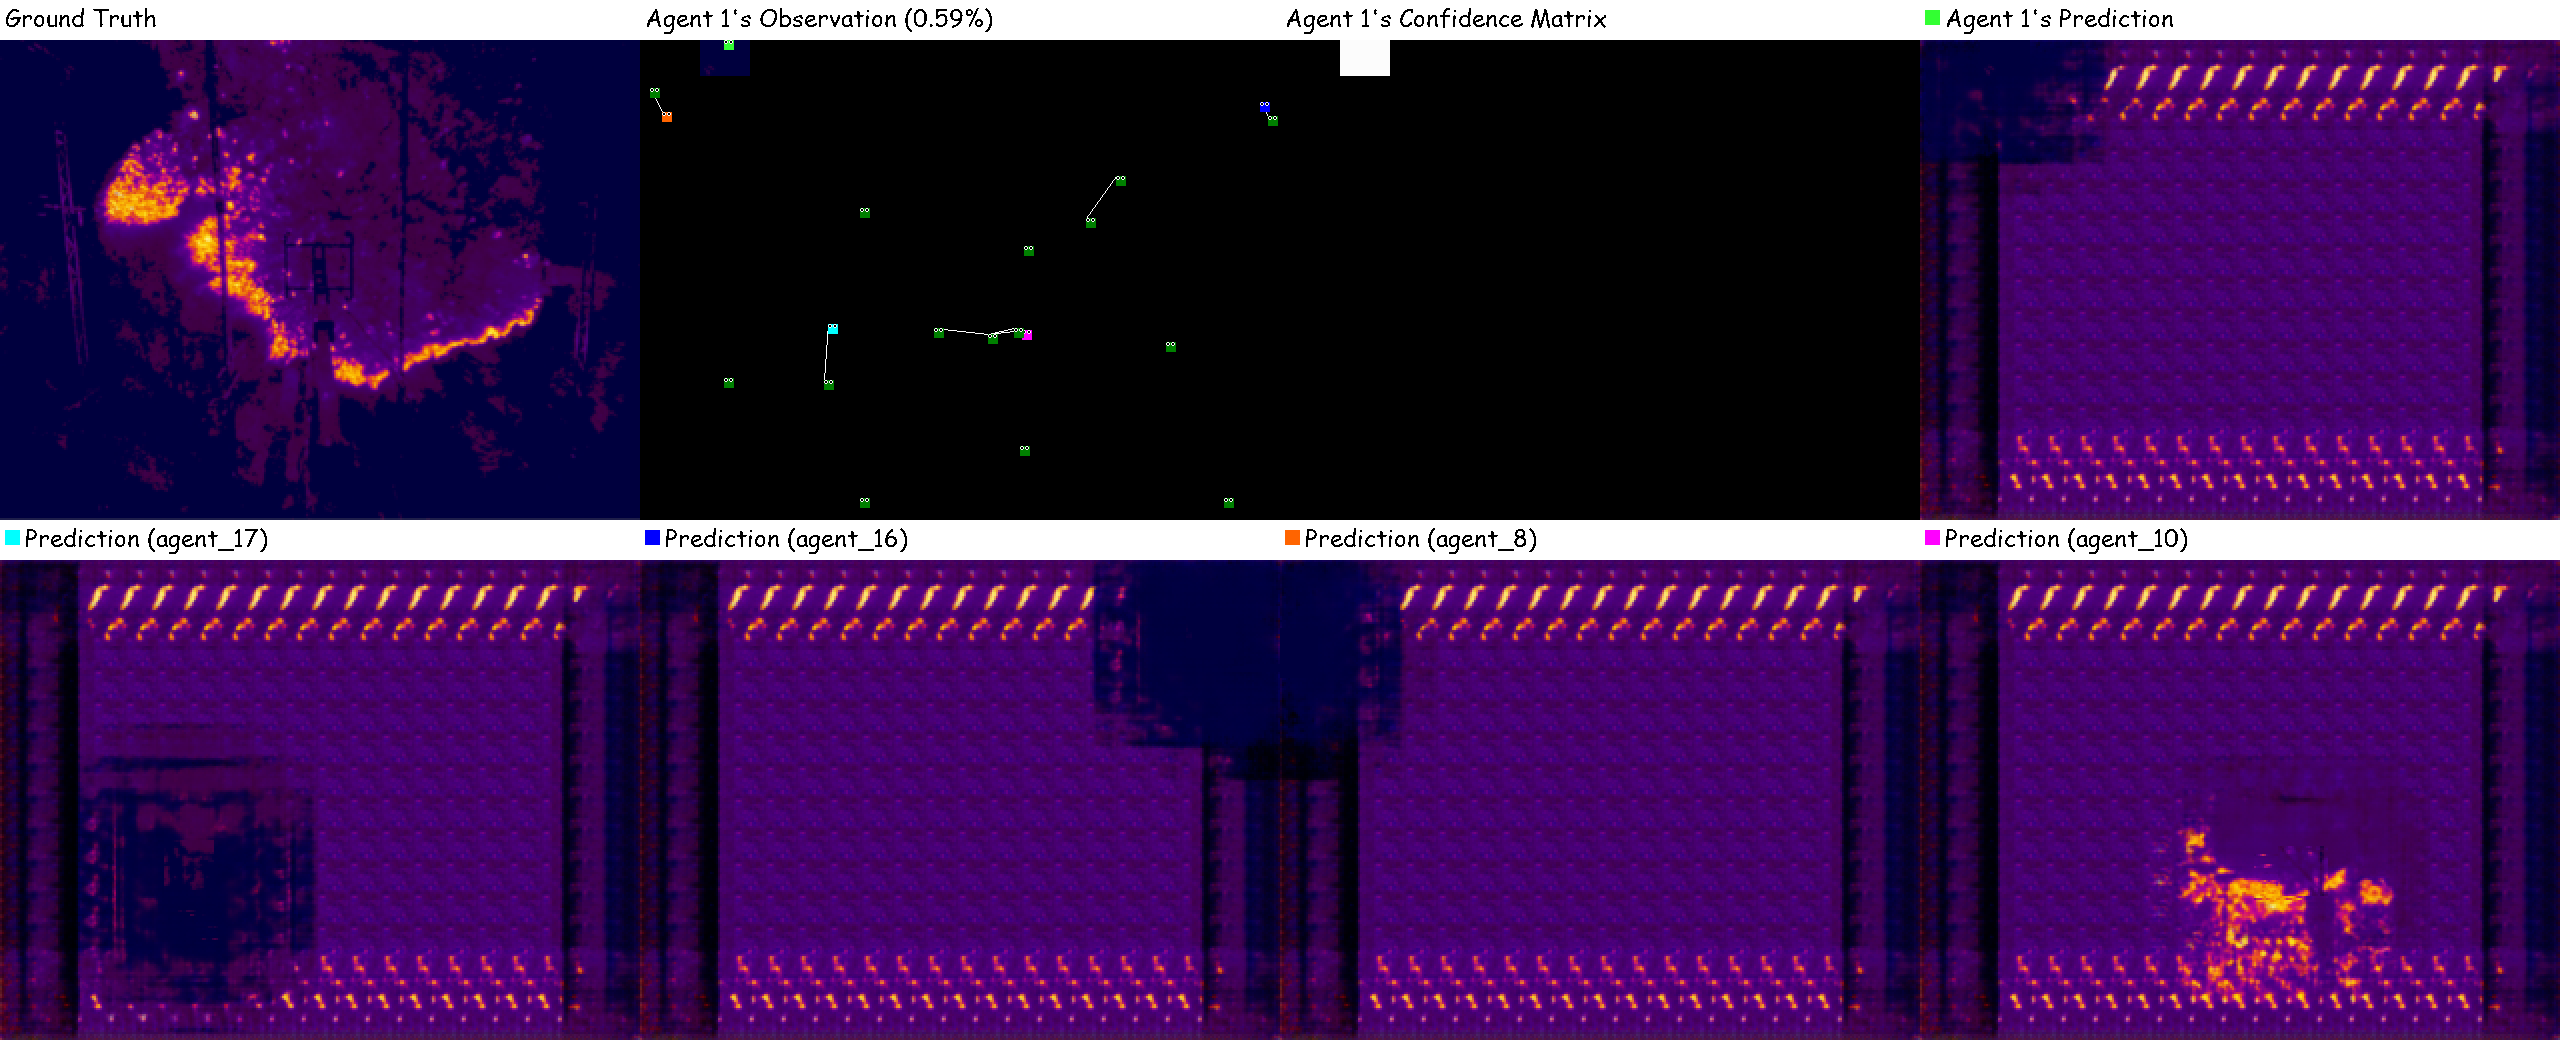 Ground Truth
Agent 1's Observation (0.59%)
Agent 1's Confidence Matrix
Agent 1's Prediction
Prediction (agent_17)
Prediction (agent_16)
Prediction (agent_8)
Prediction (agent_10)